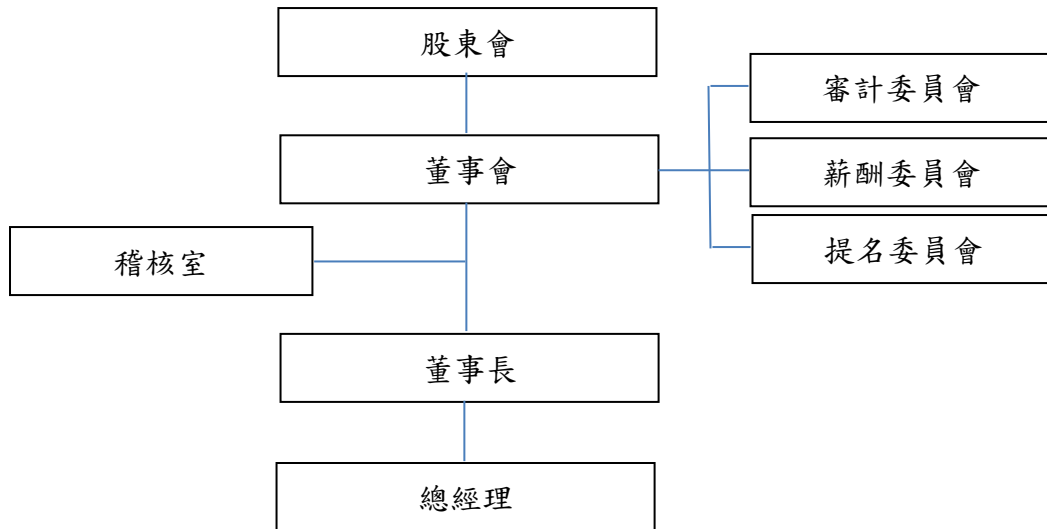 股東會
審計委員會
董事會
薪酬委員會
提名委員會
稽核室
董事長
總經理